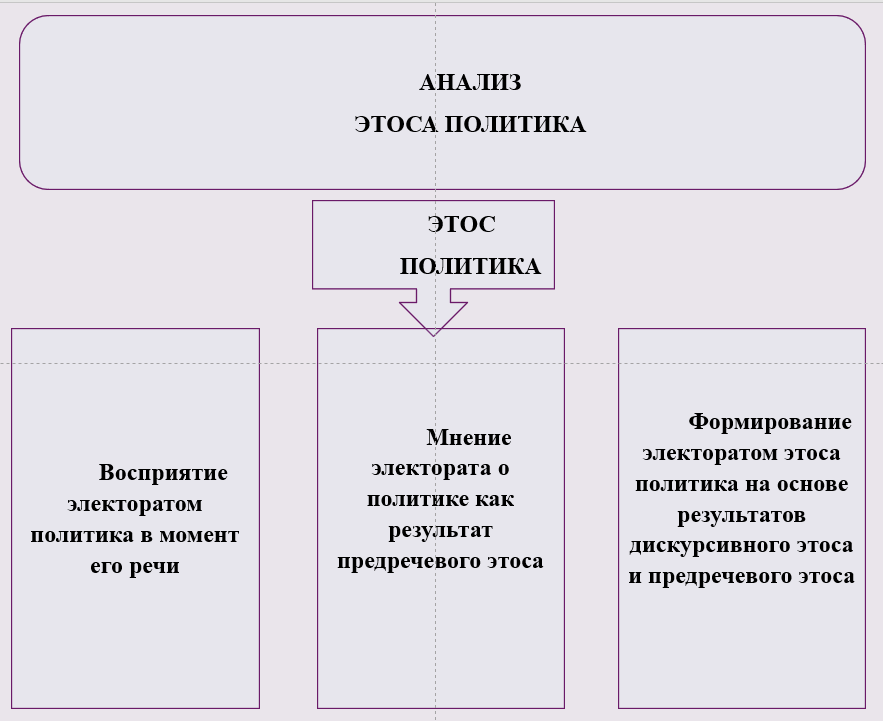 АНАЛИЗ
ЭТОСА ПОЛИТИКА
ЭТОС
ПОЛИТИКА
Восприятие
электоратом
политика в момент
его речи
Мнение
электората о
политике как
результат
предречевого этоса
Формирование
электоратом этоса
политика на основе
результатов
дискурсивного этоса
и предречевого этоса